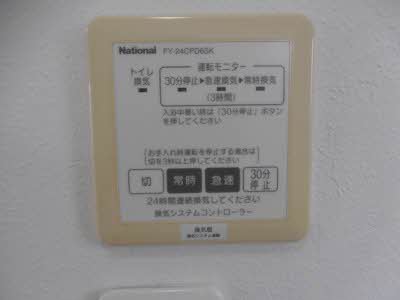 National FY-24CPD6SK
運転モニター
トイレ換気
30分停止▶急速換気▶常時換気
(3時間)
入浴中寒い時は「30分停止」ボタン
を押してください
お手入れ時運転を停止する場合は
切を3秒以上押してください
切 常時 急速 30分停止
24時間連続換気してください
換気システムコントローラー
換気扇